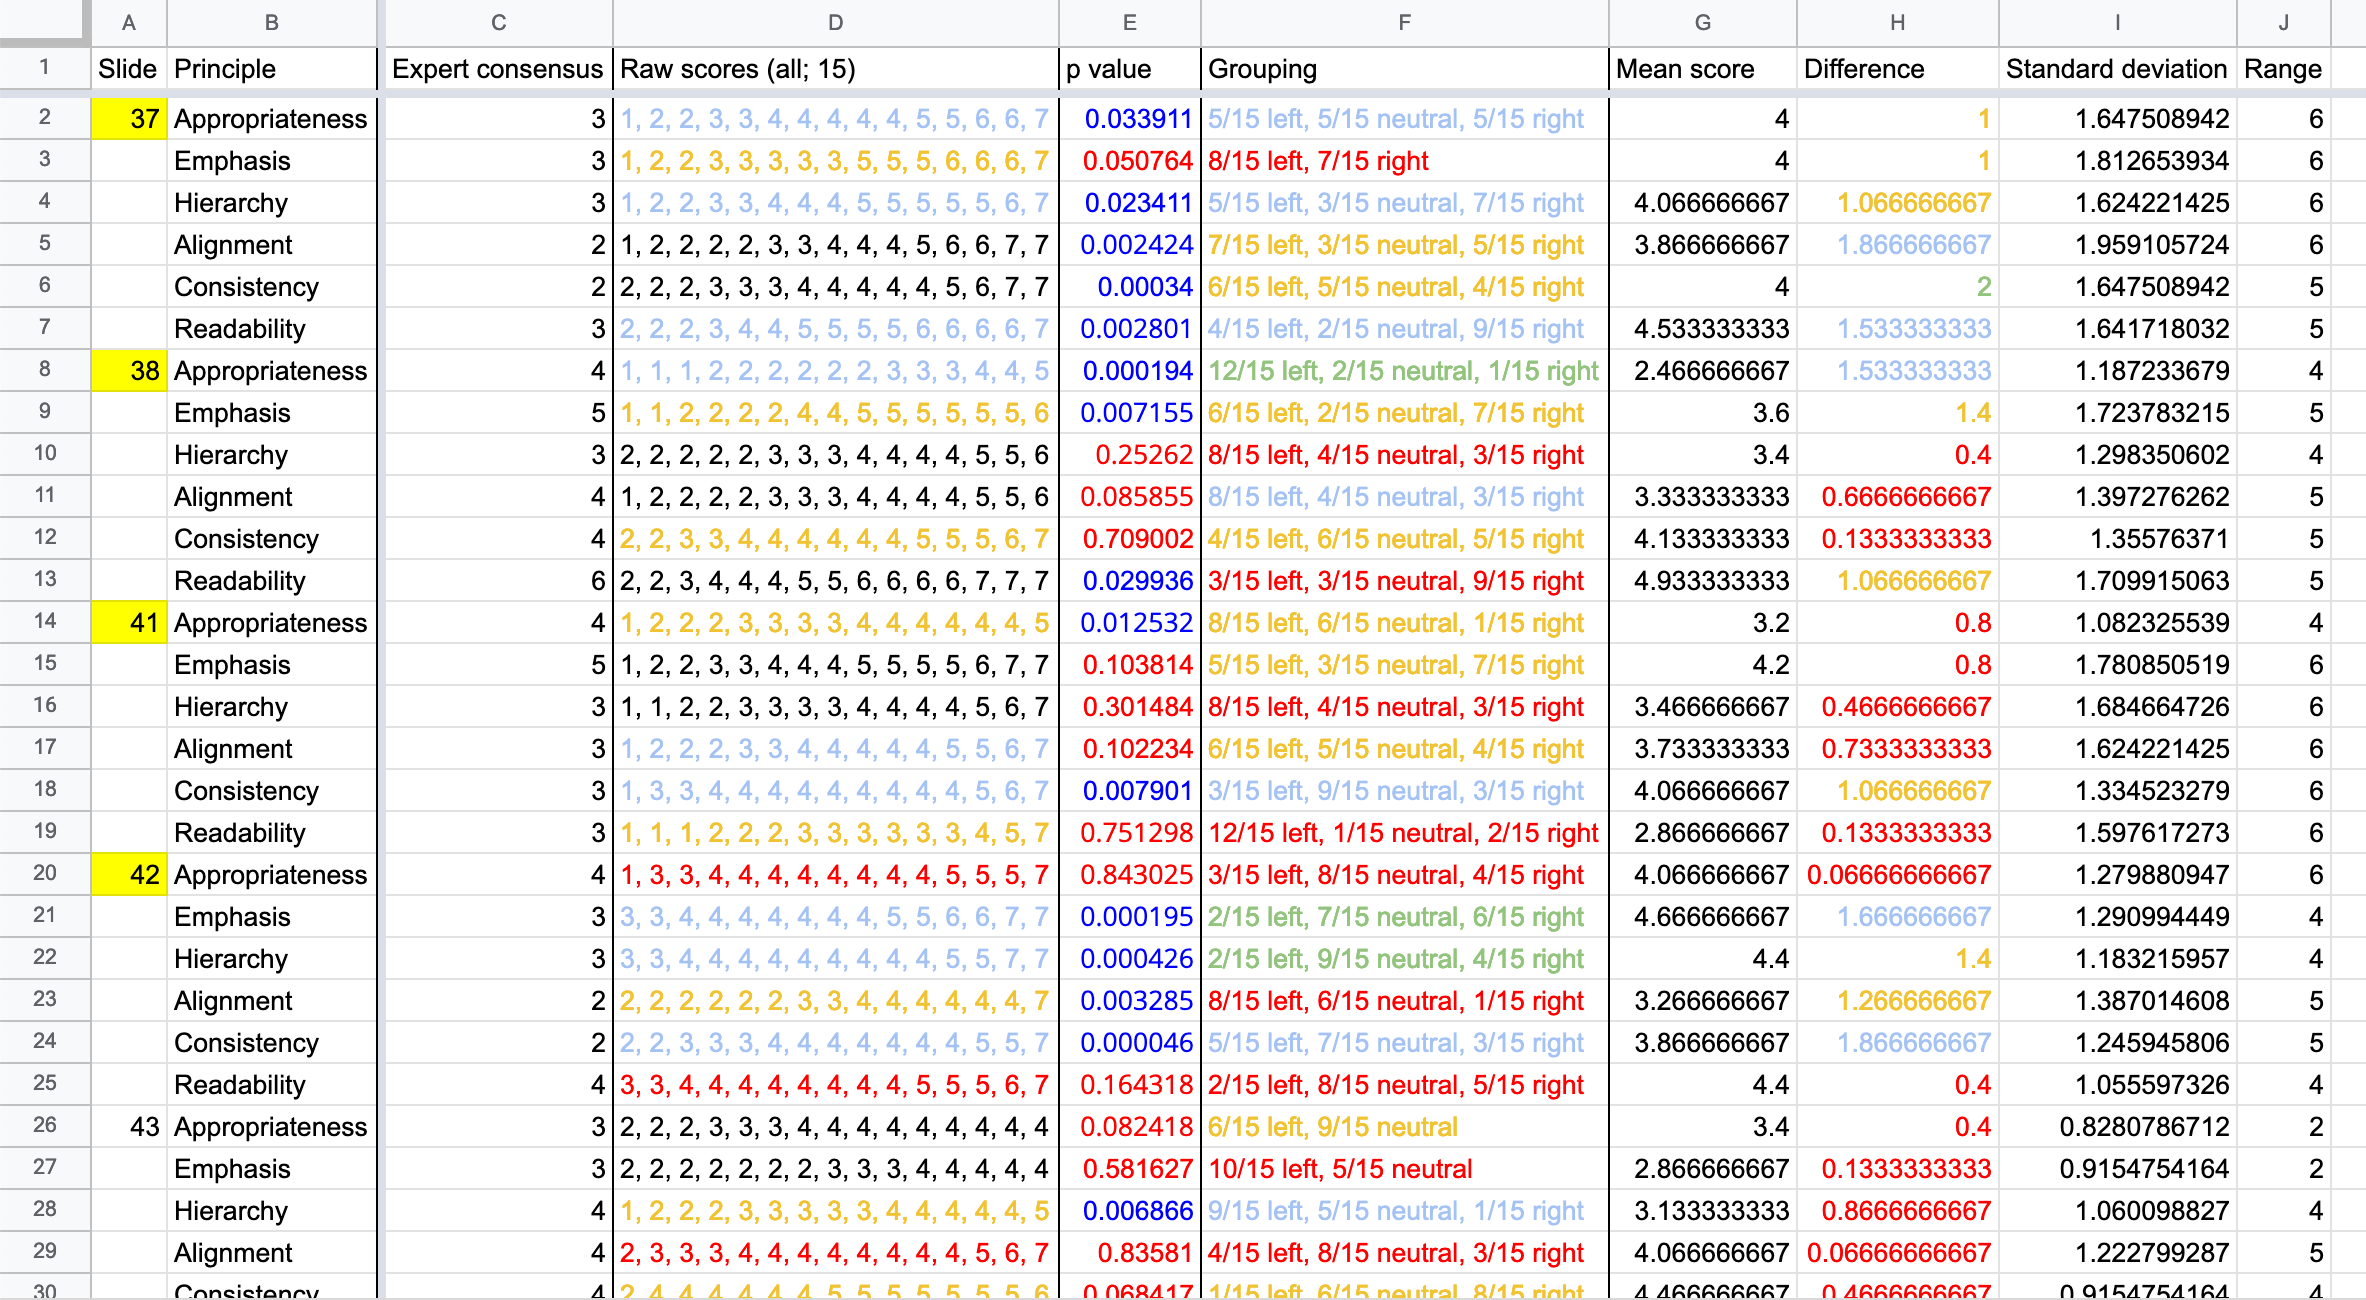 A B C D E F G H I J
1 Slide Principle Expert consensus Raw scores (all; 15) p value Grouping Mean score Difference Standard deviation Range
2 37 Appropriateness 3 1, 2, 2, 3, 3, 4, 4, 4, 4, 4, 5, 5, 6, 6, 7 0.033911 5/15 left, 5/15 neutral, 5/15 right 4 1 1.647508942 6
3 Emphasis 3 1, 2, 2, 3, 3, 3, 3, 3, 5, 5, 5, 6, 6, 6, 7 0.050764 8/15 left, 7/15 right 4 1 1.812653934 6
4 Hierarchy 3 1, 2, 2, 3, 3, 4, 4, 4, 5, 5, 5, 5, 5, 6, 7 0.023411 5/15 left, 3/15 neutral, 7/15 right 4.066666667 1.066666667 1.624221425 6
5 Alignment 2 1, 2, 2, 2, 2, 3, 3, 4, 4, 4, 5, 6, 6, 7, 7 0.002424 7/15 left, 3/15 neutral, 5/15 right 3.866666667 1.866666667 1.959105724 6
6 Consistency 2 2, 2, 2, 3, 3, 3, 4, 4, 4, 4, 4, 5, 6, 7, 7 0.00034 6/15 left, 5/15 neutral, 4/15 right 4 2 1.647508942 5
7 Readability 3 2, 2, 2, 3, 4, 4, 5, 5, 5, 5, 6, 6, 6, 6, 7 0.002801 4/15 left, 2/15 neutral, 9/15 right 4.533333333 1.533333333 1.641718032 5
8 38 Appropriateness 4 1, 1, 1, 2, 2, 2, 2, 2, 2, 3, 3, 3, 4, 4, 5 0.000194 12/15 left, 2/15 neutral, 1/15 right 2.466666667 1.533333333 1.187233679 4
9 Emphasis 5 1, 1, 2, 2, 2, 2, 4, 4, 5, 5, 5, 5, 5, 5, 6 0.007155 6/15 left, 2/15 neutral, 7/15 right 3.6 1.4 1.723783215 5
10 Hierarchy 3 2, 2, 2, 2, 2, 3, 3, 3, 4, 4, 4, 4, 5, 5, 6 0.25262 8/15 left, 4/15 neutral, 3/15 right 3.4 0.4 1.298350602 4
11 Alignment 4 1, 2, 2, 2, 2, 3, 3, 3, 4, 4, 4, 4, 5, 5, 6 0.085855 8/15 left, 4/15 neutral, 3/15 right 3.333333333 0.6666666667 1.397276262 5
12 Consistency 4 2, 2, 3, 3, 4, 4, 4, 4, 4, 4, 5, 5, 5, 6, 7 0.709002 4/15 left, 6/15 neutral, 5/15 right 4.133333333 0.1333333333 1.35576371 5
13 Readability 6 2, 2, 3, 4, 4, 4, 5, 5, 6, 6, 6, 6, 7, 7, 7 0.029936 3/15 left, 3/15 neutral, 9/15 right 4.933333333 1.066666667 1.709915063 5
14 41 Appropriateness 4 1, 2, 2, 2, 3, 3, 3, 3, 4, 4, 4, 4, 4, 4, 5 0.012532 8/15 left, 6/15 neutral, 1/15 right 3.2 0.8 1.082325539 4
15 Emphasis 5 1, 2, 2, 3, 3, 4, 4, 4, 5, 5, 5, 5, 6, 7, 7 0.103814 5/15 left, 3/15 neutral, 7/15 right 4.2 0.8 1.780850519 6
16 Hierarchy 3 1, 1, 2, 2, 3, 3, 3, 3, 4, 4, 4, 4, 5, 6, 7 0.301484 8/15 left, 4/15 neutral, 3/15 right 3.466666667 0.4666666667 1.684664726 6
17 Alignment 3 1, 2, 2, 2, 3, 3, 4, 4, 4, 4, 4, 5, 5, 6, 7 0.102234 6/15 left, 5/15 neutral, 4/15 right 3.733333333 0.7333333333 1.624221425 6
18 Consistency 3 1, 3, 3, 4, 4, 4, 4, 4, 4, 4, 4, 4, 5, 6, 7 0.007901 3/15 left, 9/15 neutral, 3/15 right 4.066666667 1.066666667 1.334523279 6
19 Readability 3 1, 1, 1, 2, 2, 2, 3, 3, 3, 3, 3, 3, 4, 5, 7 0.751298 12/15 left, 1/15 neutral, 2/15 right 2.866666667 0.1333333333 1.597617273 6
20 42 Appropriateness 4 1, 3, 3, 4, 4, 4, 4, 4, 4, 4, 4, 5, 5, 5, 7 0.843025 3/15 left, 8/15 neutral, 4/15 right 4.066666667 0.06666666667 1.279880947 6
21 Emphasis 3 3, 3, 4, 4, 4, 4, 4, 4, 4, 5, 5, 6, 6, 7, 7 0.000195 2/15 left, 7/15 neutral, 6/15 right 4.666666667 1.666666667 1.290994449 4
22 Hierarchy 3 3, 3, 4, 4, 4, 4, 4, 4, 4, 4, 4, 5, 5, 7, 7 0.000426 2/15 left, 9/15 neutral, 4/15 right 4.4 1.4 1.183215957 4
23 Alignment 2 2, 2, 2, 2, 2, 2, 3, 3, 4, 4, 4, 4, 4, 4, 7 0.003285 8/15 left, 6/15 neutral, 1/15 right 3.266666667 1.266666667 1.387014608 5
24 Consistency 2 2, 2, 3, 3, 3, 4, 4, 4, 4, 4, 4, 4, 5, 5, 7 0.000046 5/15 left, 7/15 neutral, 3/15 right 3.866666667 1.866666667 1.245945806 5
25 Readability 4 3, 3, 4, 4, 4, 4, 4, 4, 4, 4, 5, 5, 5, 6, 7 0.164318 2/15 left, 8/15 neutral, 5/15 right 4.4 0.4 1.055597326 4
26 43 Appropriateness 3 2, 2, 2, 3, 3, 3, 4, 4, 4, 4, 4, 4, 4, 4, 4 0.082418 6/15 left, 9/15 neutral 3.4 0.4 0.8280786712 2
27 Emphasis 3 2, 2, 2, 2, 2, 2, 2, 3, 3, 3, 4, 4, 4, 4, 4 0.581627 10/15 left, 5/15 neutral 2.866666667 0.1333333333 0.9154754164 2
28 Hierarchy 4 1, 2, 2, 2, 3, 3, 3, 3, 3, 4, 4, 4, 4, 4, 5 0.006866 9/15 left, 5/15 neutral, 1/15 right 3.133333333 0.8666666667 1.060098827 4
29 Alignment 4 2, 3, 3, 3, 4, 4, 4, 4, 4, 4, 4, 4, 5, 6, 7 0.83581 4/15 left, 8/15 neutral, 3/15 right 4.066666667 0.06666666667 1.222799287 5
30 Consistency 4 2, 4, 4, 4, 4, 4, 4, 5, 5, 5, 5, 5, 5, 5, 6 0.068417 1/15 left, 6/15 neutral, 8/15 right 4.466666667 0.4666666667 0.9154754164 4